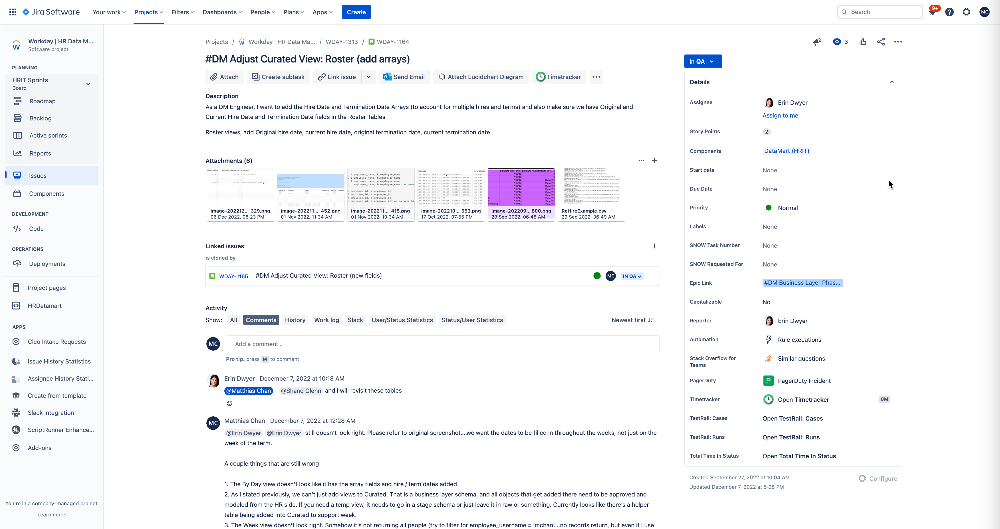 Jira Software
Your work
Projects
Filters
Dashboards
People
Plans
Apps
Create
Search
9+
MC
Workday | HR Data M...
Software project
PLANNING
HRIT Sprints
Board
Roadmap
Backlog
Active sprints
Reports
Issues
Components
DEVELOPMENT
Code
OPERATIONS
Deployments
Project pages
HRDatamart
APPS
Cleo Intake Requests
Issue History Statistics
Assignee History Stati...
Create from template
Slack integration
ScriptRunner Enhance...
Add-ons
You're in a company-managed project
Learn more
Projects / Workday | HR Data Ma... / WDAY-1313 / WDAY-1164
3
#DM Adjust Curated View: Roster (add arrays)
Attach
Create subtask
Link issue
Send Email
Attach Lucidchart Diagram
Timetracker
Description
As a DM Engineer, I want to add the Hire Date and Termination Date Arrays (to account for multiple hires and terms) and also make sure we have Original and
Current Hire Date and Termination Date fields in the Roster Tables
Roster views, add Original hire date, current hire date, original termination date, current termination date
Attachments (6)
image-202212... 329.png
06 Dec 2022, 08:23 PM
image-202211... 452.png
01 Nov 2022, 11:34 AM
l.employee_name, k.employee_name,
i.employee_name, h.employee_name,
f.employee_name, e.employee_name,
c.employee_name, b.employee_name) as mana
l.employee_id, k.employee_id,
i.employee_id, h.employee_id,
f.employee_id, e.employee_id,
c.employee_id, b.employee_id) as manager_hi
image-202211... 415.png
01 Nov 2022, 10:34 AM
image-202210... 553.png
17 Oct 2022, 07:55 PM
ORIGINAL_HIRE_DATE ORIGINAL_TERMINATION_DATE
image-202209... 800.png
29 Sep 2022, 06:48 AM
ReHireExample.csv
29 Sep 2022, 06:49 AM
Linked issues
is cloned by
WDAY-1165 #DM Adjust Curated View: Roster (new fields) MC IN QA
Activity
Show: All Comments History Work log Slack User/Status Statistics Status/User Statistics Newest first
MC
Add a comment...
Pro tip: press M to comment
Erin Dwyer December 7, 2022 at 10:18 AM
@Matthias Chan - @Shand Glenn and I will revisit these tables
MC
Matthias Chan December 7, 2022 at 12:28 AM
@Erin Dwyer @Erin Dwyer still doesn’t look right. Please refer to original screenshot....we want the dates to be filled in throughout the weeks, not just on the
week of the term.
A couple things that are still wrong
1. The By Day view doesn’t look like it has the array fields and hire / term dates added.
2. As I stated previously, we can’t just add views to Curated. That is a business layer schema, and all objects that get added there need to be approved and
modeled from the HR side. If you need a temp view, it needs to go in a stage schema or just leave it in raw or something. Currently looks like there’s a helper
table being added into Curated to support week.
3. The Week view doesn’t look right. Somehow it’s not returning all people (try to filter for employee_username = ‘mchan’....no records return, but even if I use
In QA
Details
Assignee
Erin Dwyer
Assign to me
Story Points
2
Components
DataMart (HRIT)
Start date
None
Due Date
None
Priority
Normal
Labels
None
SNOW Task Number
None
SNOW Requested For
None
Epic Link
#DM Business Layer Phas...
Capitalizable
No
Reporter
Erin Dwyer
Automation
Rule executions
Stack Overflow for
Teams
Similar questions
PagerDuty
PagerDuty Incident
Timetracker
Open Timetracker
0M
TestRail: Cases
Open TestRail: Cases
TestRail: Runs
Open TestRail: Runs
Total Time In Status
Open Total Time In Status
Created September 27, 2022 at 10:04 AM
Updated December 7, 2022 at 5:08 PM
Configure